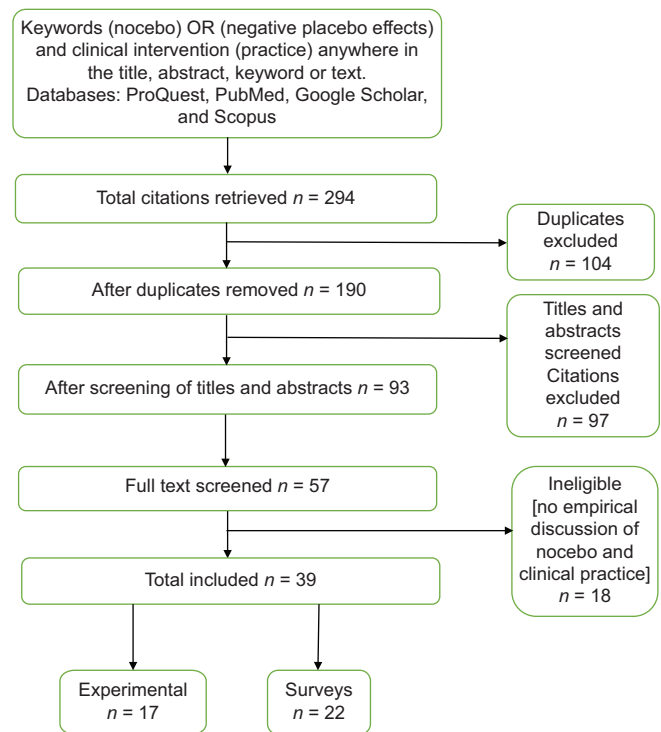 Keywords (nocebo) OR (negative placebo effects)
and clinical intervention (practice) anywhere in
the title, abstract, keyword or text.
Databases: ProQuest, PubMed, Google Scholar,
and Scopus
Total citations retrieved n = 294
Duplicates
excluded
n = 104
After duplicates removed n = 190
Titles and
abstracts
screened
Citations
excluded
n = 97
After screening of titles and abstracts n = 93
Full text screened n = 57
Ineligible
[no empirical
discussion of
nocebo and
clinical practice]
n = 18
Total included n = 39
Experimental
n = 17
Surveys
n = 22